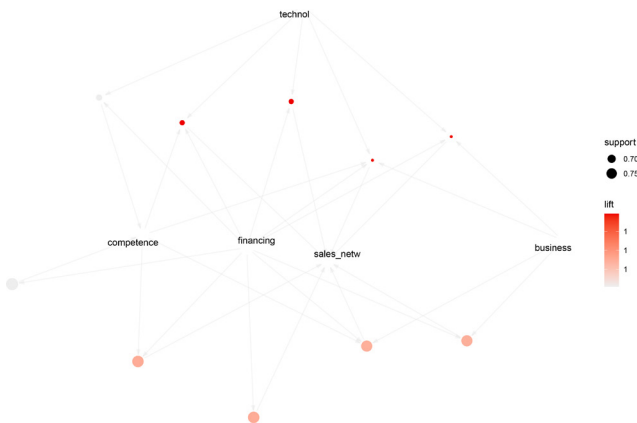 technol
support
0.70
0.75
lift
1
1
1
competence
financing
sales_netw
business